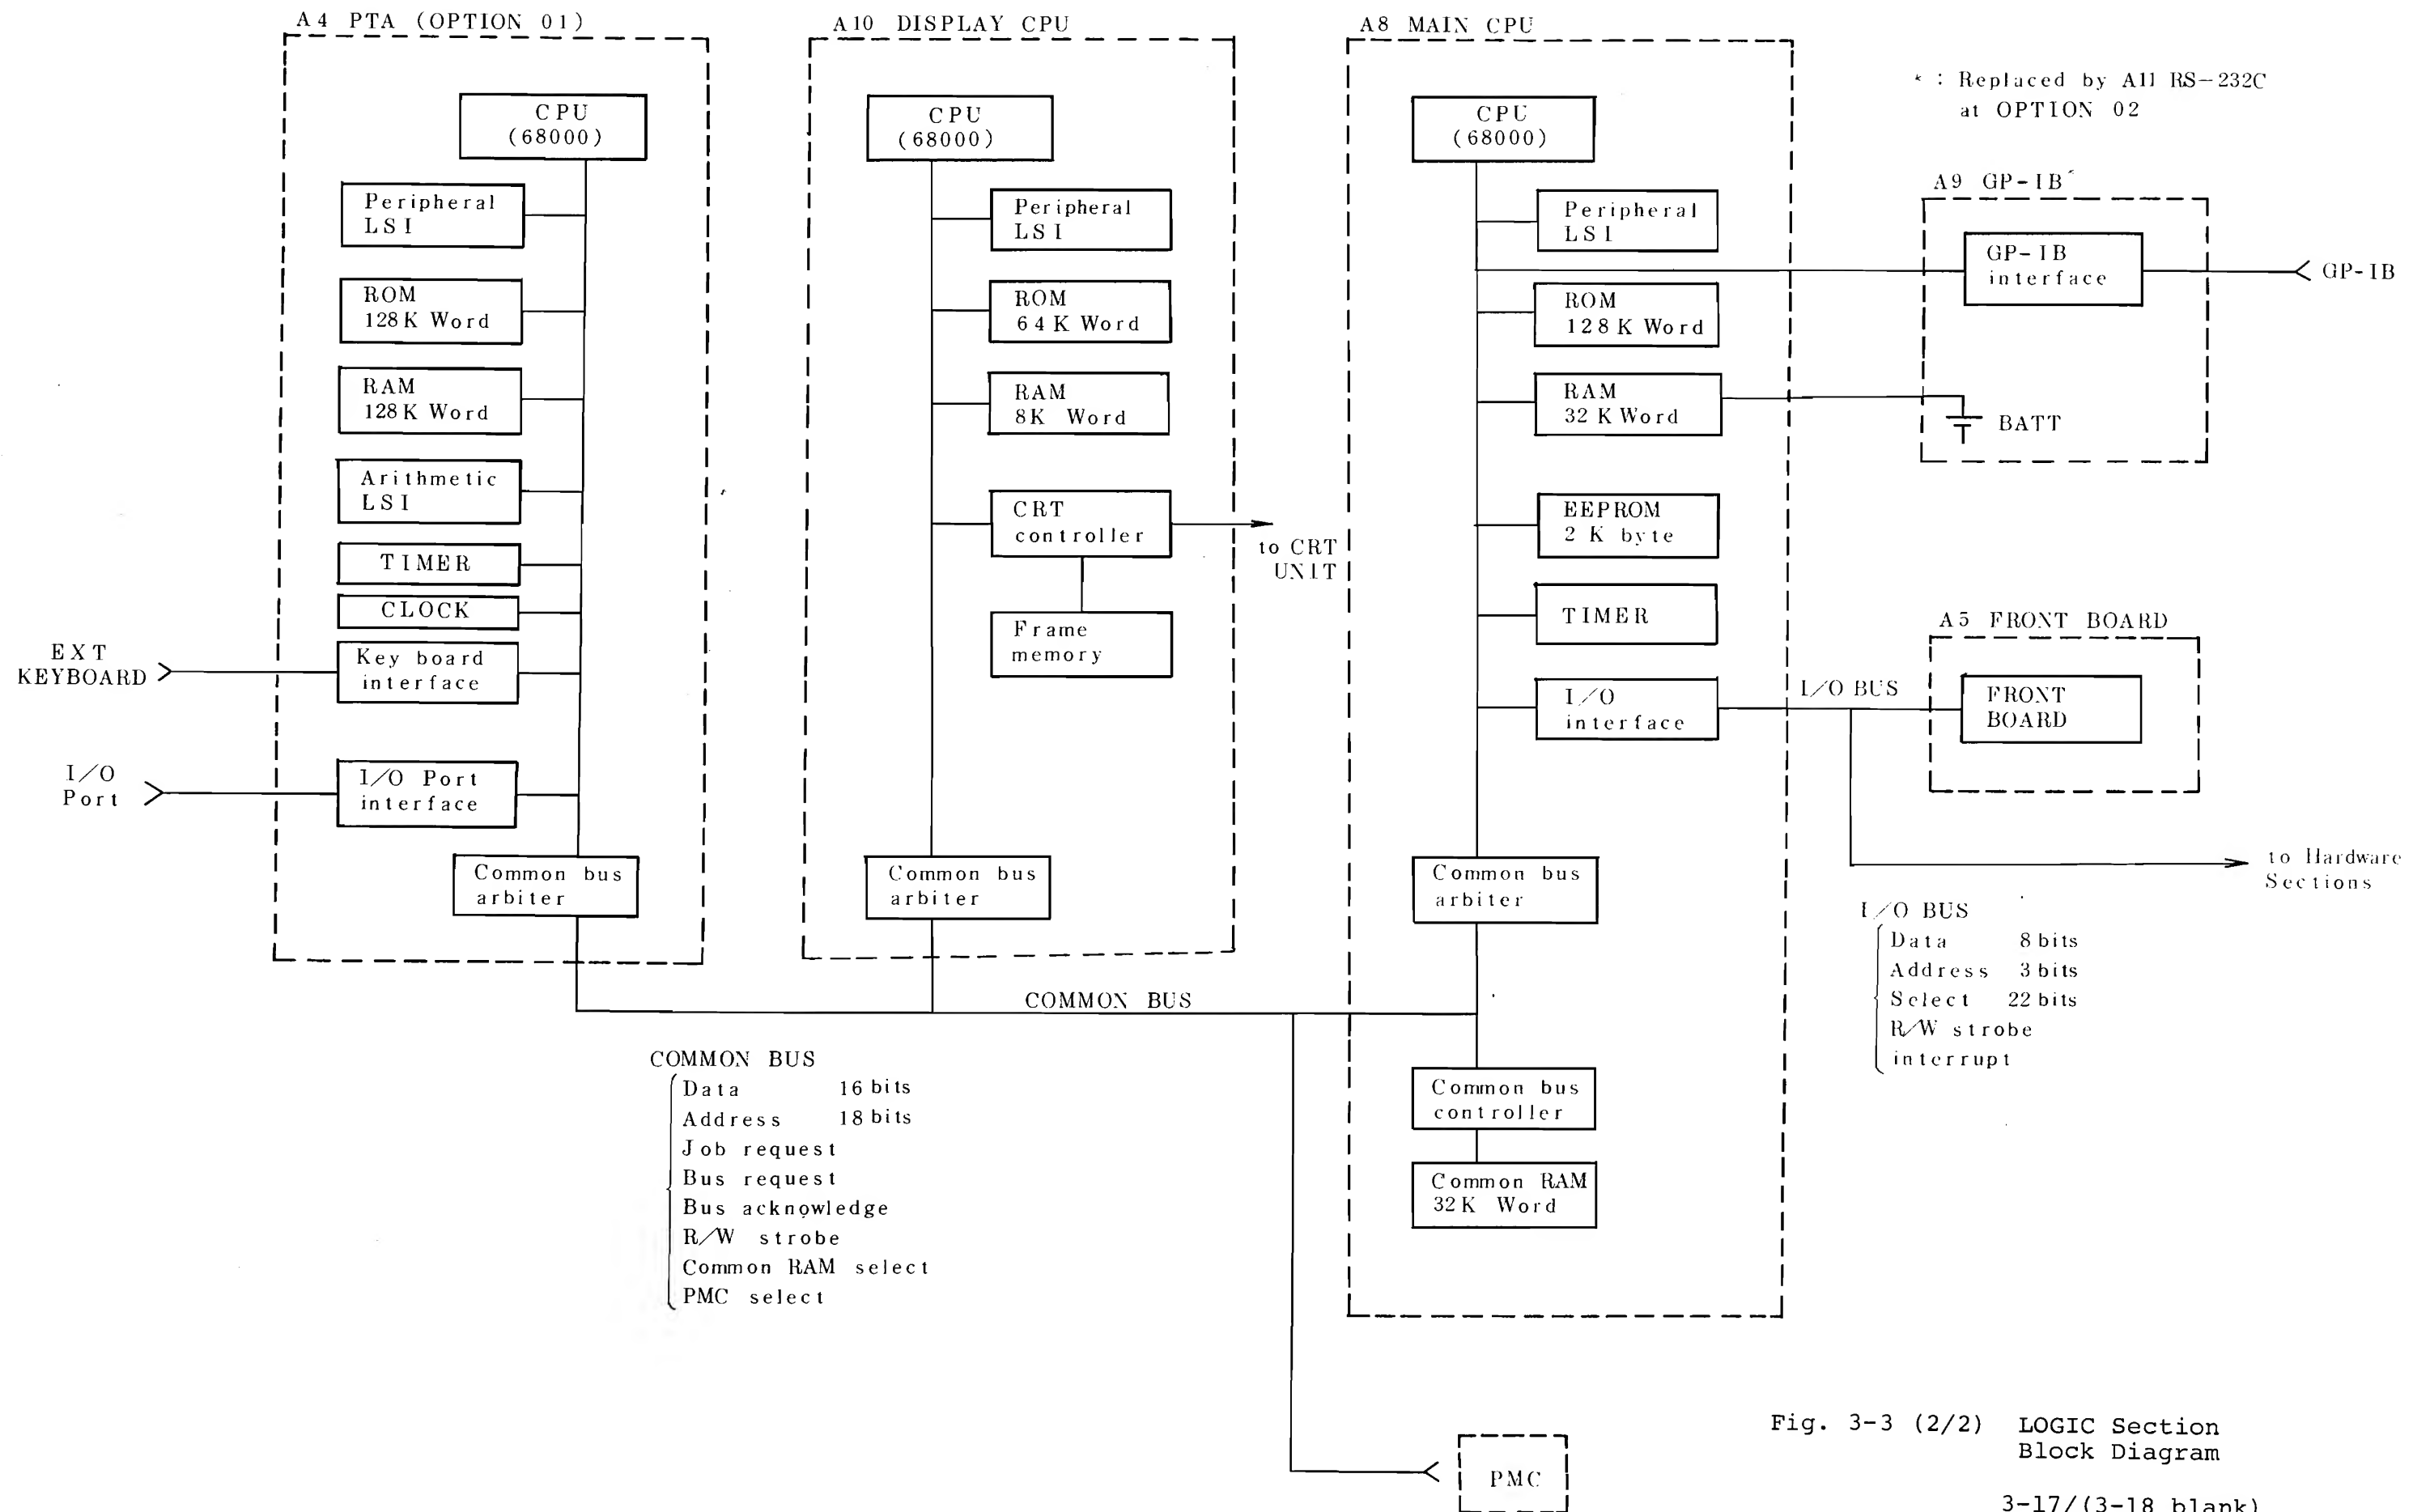 A4 PTA (OPTION 01)
CPU
(68000)
Peripheral
LSI
ROM
128K Word
RAM
128K Word
Arithmetic
LSI
TIMER
CLOCK
EXT
KEYBOARD
Key board
interface
I/O
Port
I/O Port
interface
Common bus
arbiter
A10 DISPLAY CPU
CPU
(68000)
Peripheral
LSI
ROM
64K Word
RAM
8K Word
CRT
controller
to CRT
UNIT
Frame
memory
Common bus
arbiter
A8 MAIN CPU
CPU
(68000)
Peripheral
LSI
ROM
128K Word
RAM
32K Word
EEPROM
2K byte
TIMER
I/O
interface
Common bus
arbiter
Common bus
controller
Common RAM
32K Word
* : Replaced by A11 RS-232C
at OPTION 02
A9 GP-IB*
GP-IB
interface
GP-IB
BATT
A5 FRONT BOARD
I/O BUS
FRONT
BOARD
to Hardware
Sections
I/O BUS
Data 8 bits
Address 3 bits
Select 22 bits
R/W strobe
interrupt
COMMON BUS
COMMON BUS
Data 16 bits
Address 18 bits
Job request
Bus request
Bus acknowledge
R/W strobe
Common RAM select
PMC select
PMC
Fig. 3-3 (2/2) LOGIC Section
Block Diagram
3-17/(3-18 blank)